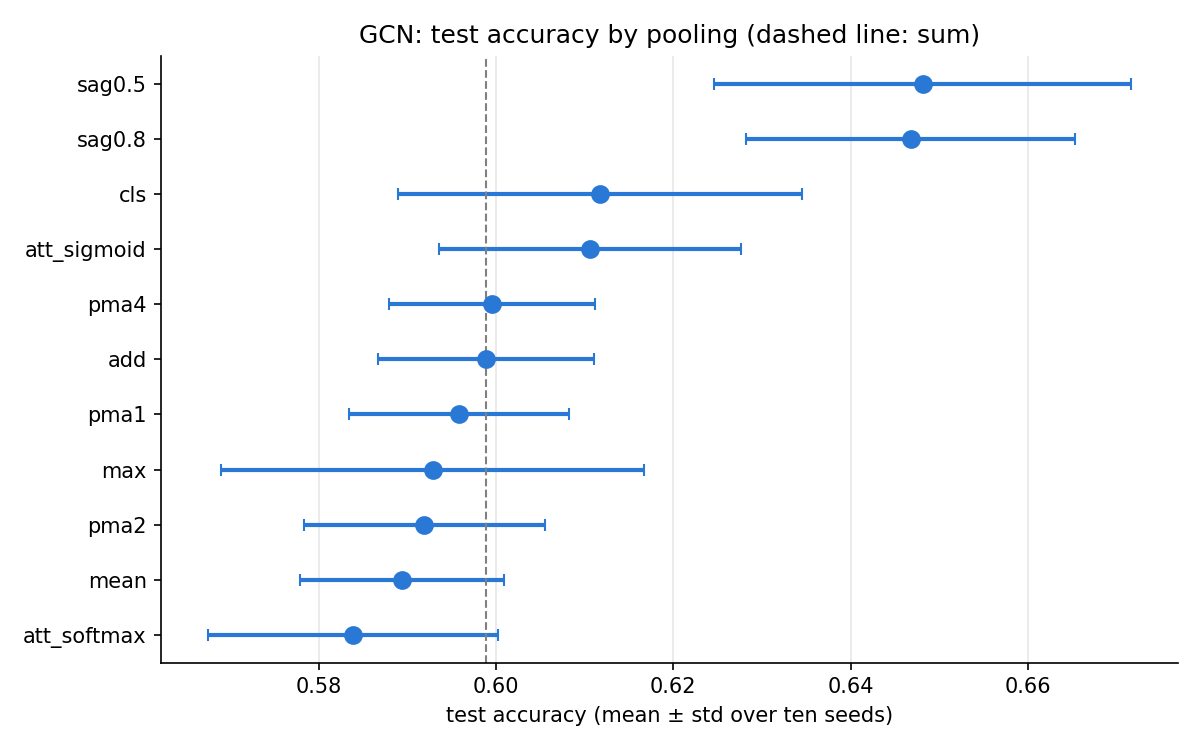 GCN: test accuracy by pooling (dashed line: sum)
sag0.5
sag0.8
cls
att_sigmoid
pma4
add
pma1
max
pma2
mean
att_softmax
0.58 0.60 0.62 0.64 0.66
test accuracy (mean ± std over ten seeds)